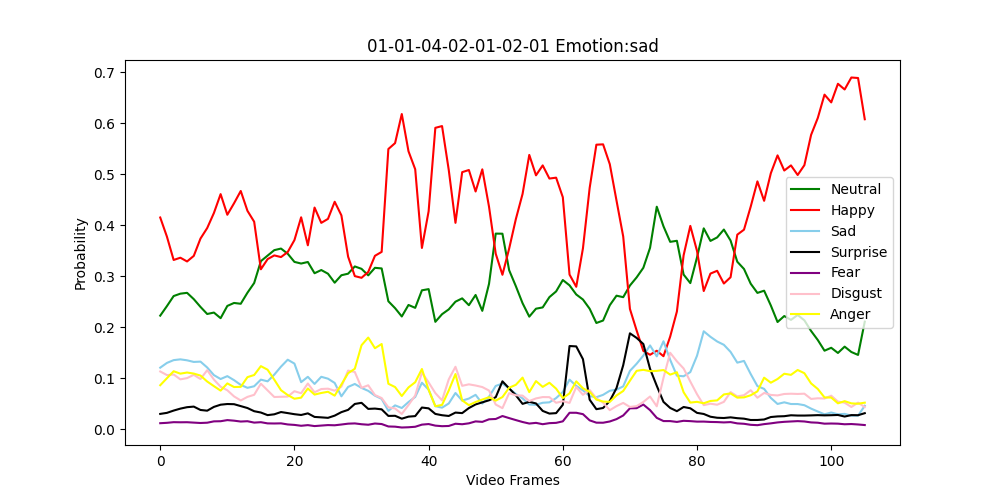 01-01-04-02-01-02-01 Emotion:sad
Probability
0.7
0.6
0.5
0.4
0.3
0.2
0.1
0.0
Neutral
Happy
Sad
Surprise
Fear
Disgust
Anger
0 20 40 60 80 100
Video Frames